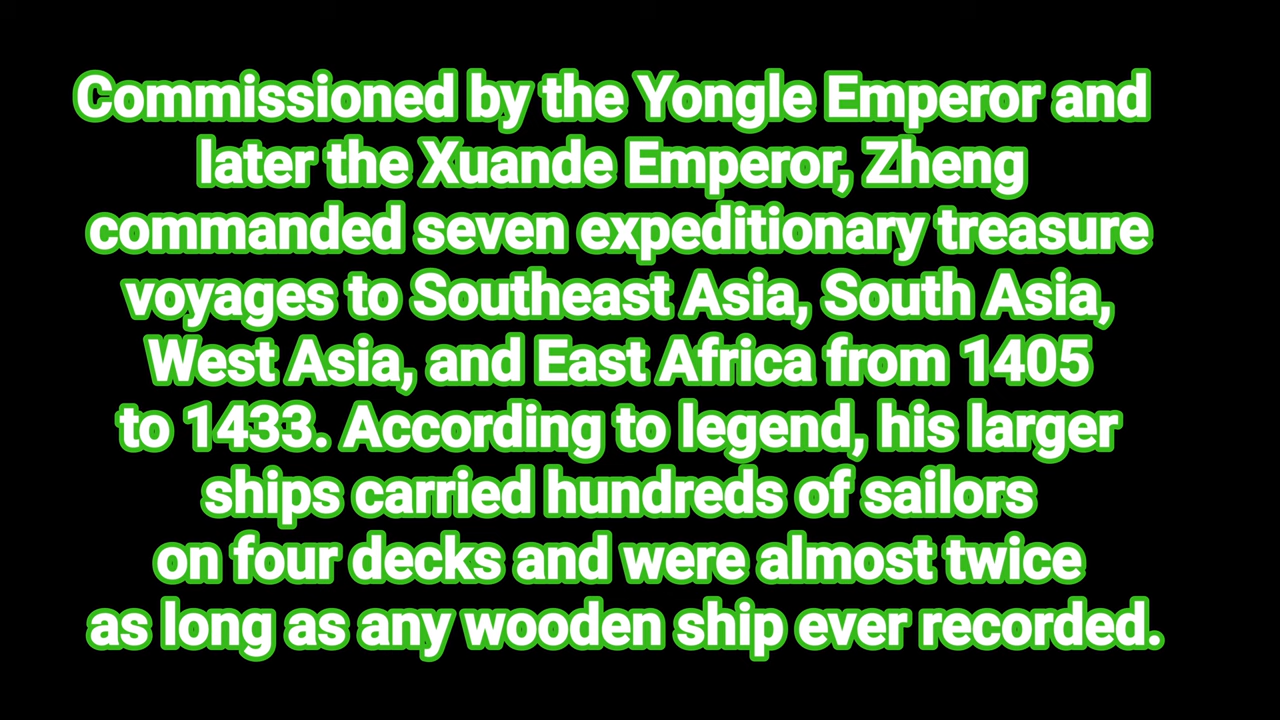 Commissioned by the Yongle Emperor and
later the Xuande Emperor, Zheng
commanded seven expeditionary treasure
voyages to Southeast Asia, South Asia,
West Asia, and East Africa from 1405
to 1433. According to legend, his larger
ships carried hundreds of sailors
on four decks and were almost twice
as long as any wooden ship ever recorded.